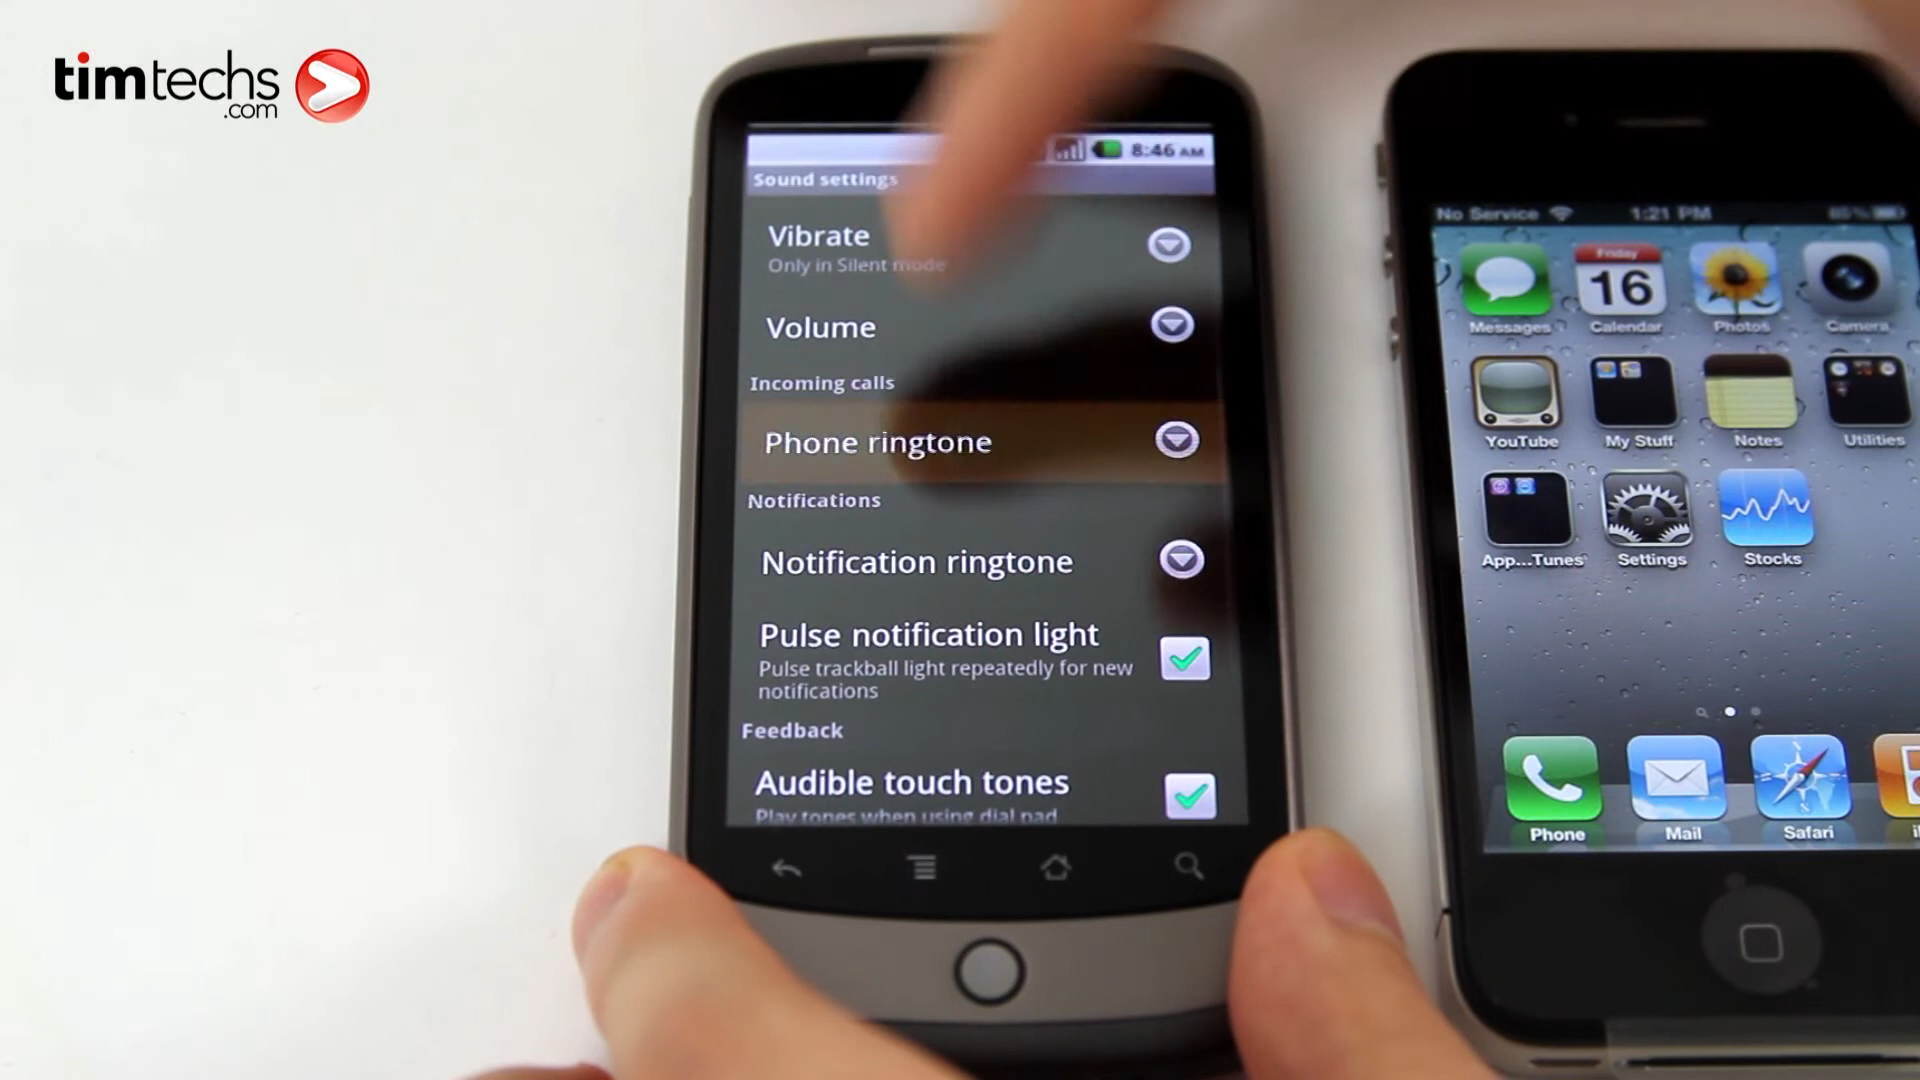 timtechs
.com
8:46 AM
Sound settings
Vibrate
Only in Silent mode
Volume
Incoming calls
Phone ringtone
Notifications
Notification ringtone
Pulse notification light
Pulse trackball light repeatedly for new
notifications
Feedback
Audible touch tones
Play tones when using dial pad
No Service 1:21 PM
Friday
16
Messages Calendar Photos Camera
YouTube My Stuff Notes Utilities
App...Tunes Settings Stocks
Phone Mail Safari